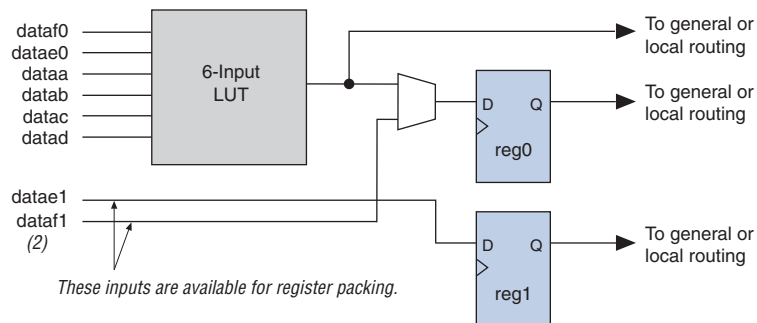 dataf0
datae0
dataa
datab
datac
datad
6-Input
LUT
To general or
local routing
D Q
reg0
To general or
local routing
datae1
dataf1
(2)
D Q
reg1
To general or
local routing
These inputs are available for register packing.